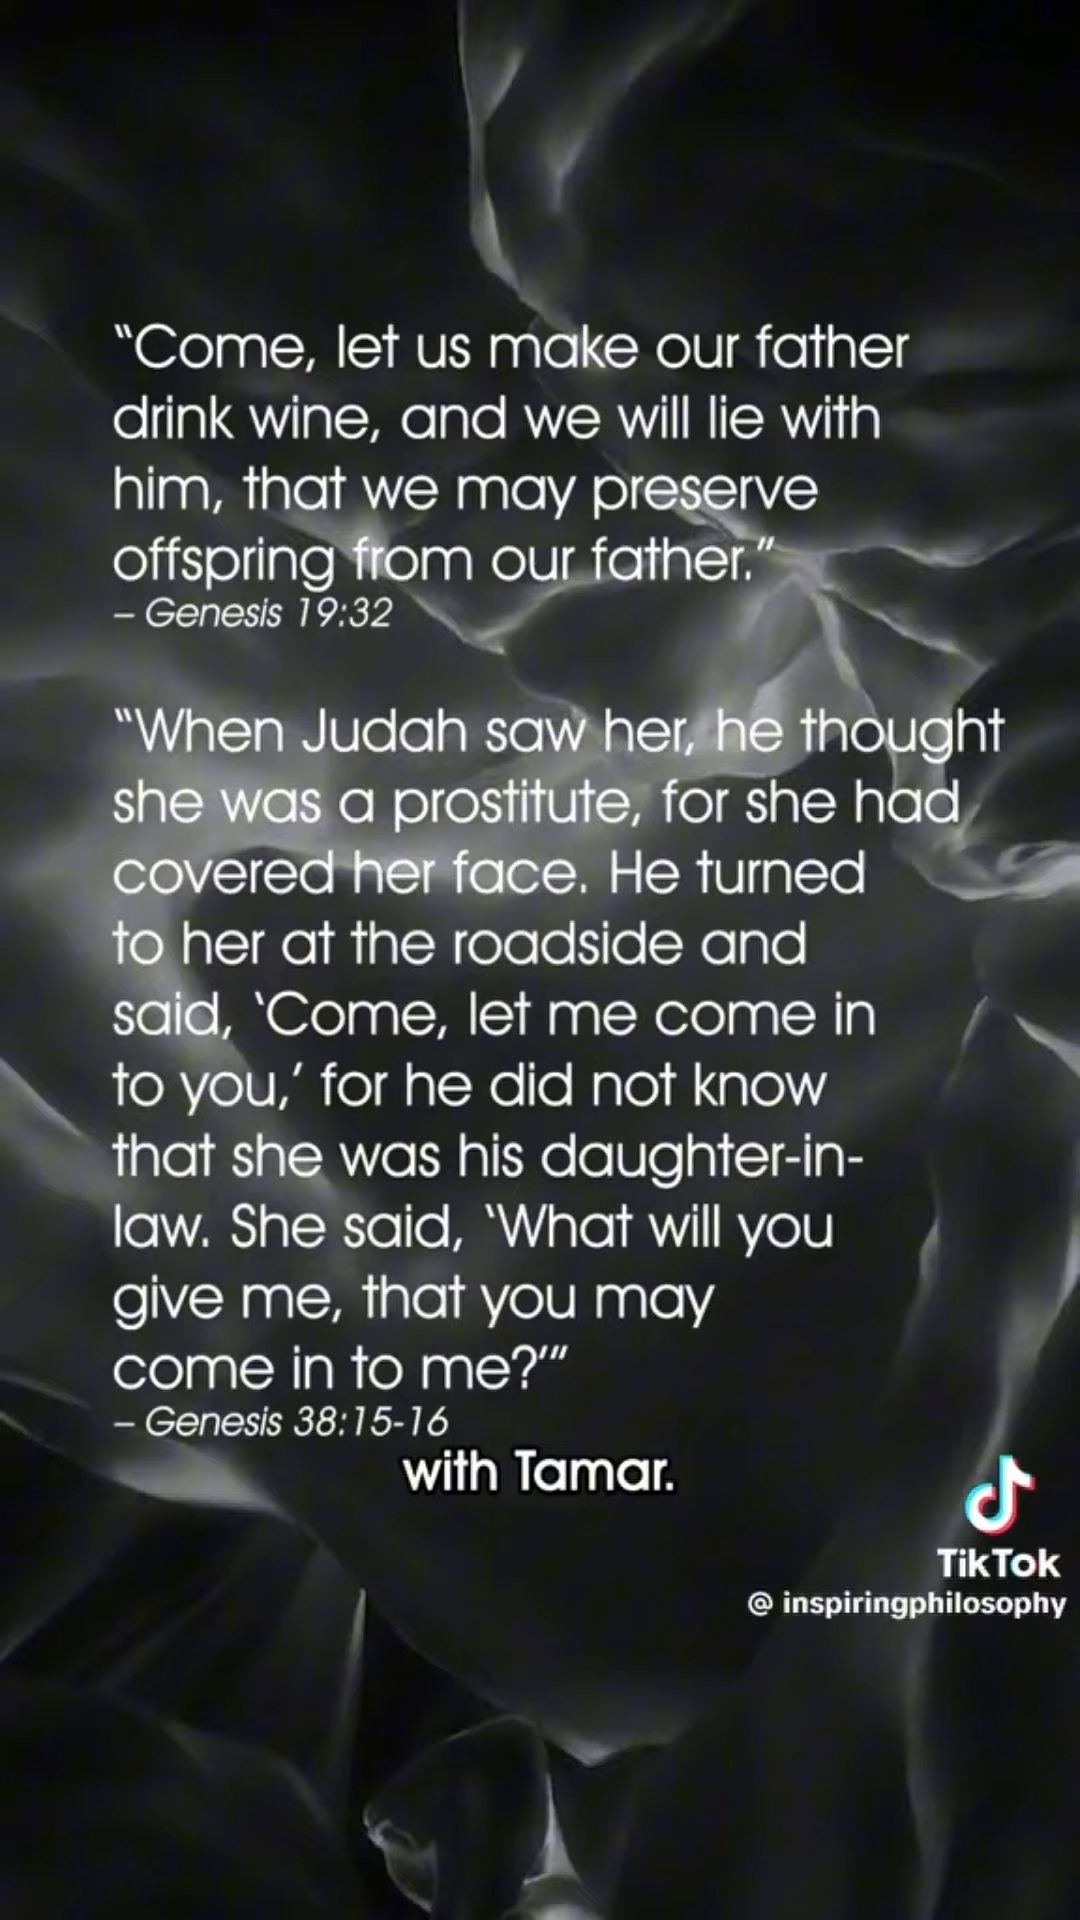 “Come, let us make our father
drink wine, and we will lie with
him, that we may preserve
offspring from our father.”
– Genesis 19:32
“When Judah saw her, he thought
she was a prostitute, for she had
covered her face. He turned
to her at the roadside and
said, ‘Come, let me come in
to you,’ for he did not know
that she was his daughter-in-
law. She said, ‘What will you
give me, that you may
come in to me?’”
– Genesis 38:15-16
with Tamar.
TikTok
@ inspiringphilosophy